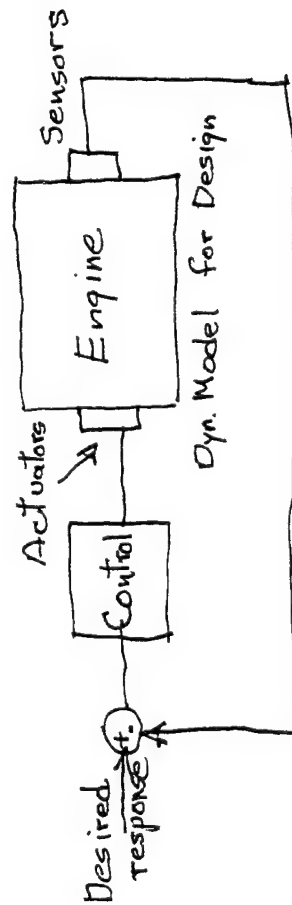 Desired
response
+
-
Control
Actuators
Engine
Sensors
Dyn. Model for Design